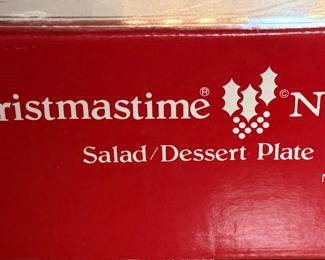 ristmastime® © N
Salad/Dessert Plate